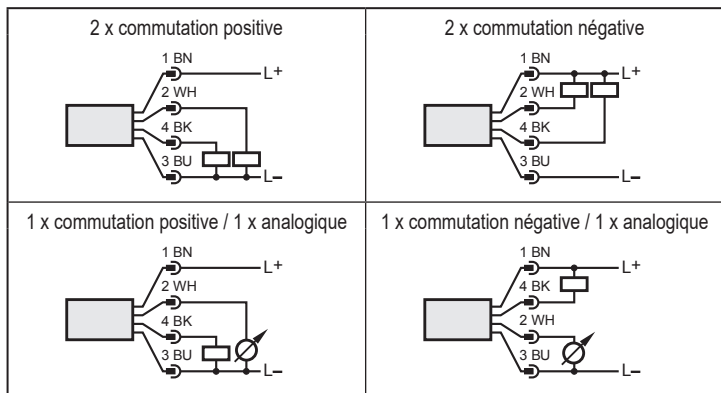 2 x commutation positive
1 BN
L+
2 WH
4 BK
3 BU
L–
2 x commutation négative
1 BN
L+
2 WH
4 BK
3 BU
L–
1 x commutation positive / 1 x analogique
1 BN
L+
2 WH
4 BK
3 BU
L–
1 x commutation négative / 1 x analogique
1 BN
L+
4 BK
2 WH
3 BU
L–